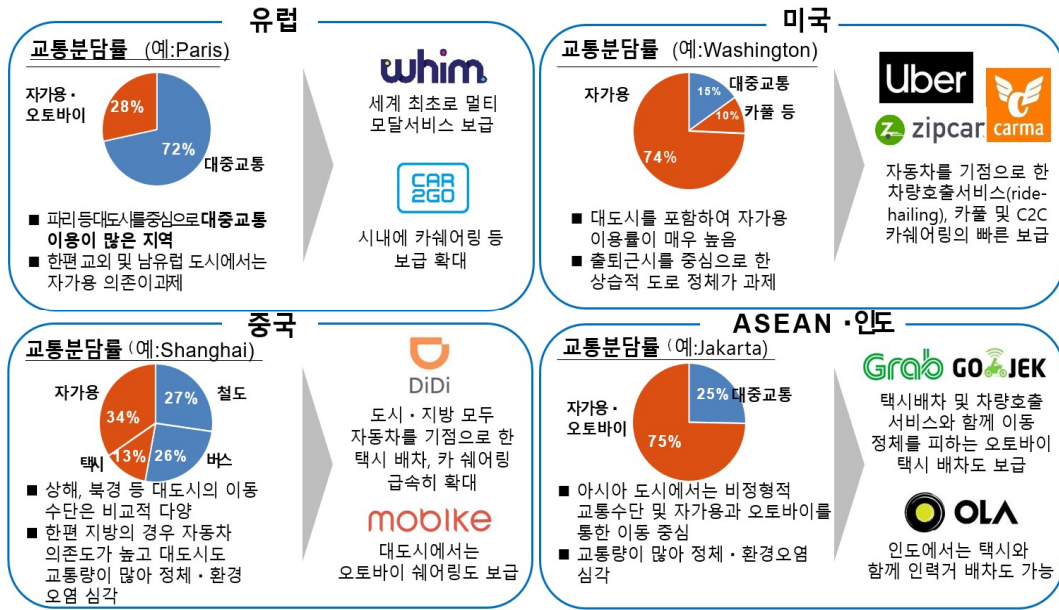 유럽
교통분담률 (예:Paris)
자가용・
오토바이
28%
72%
대중교통
■ 파리 등대도시를중심으로 대중교통
이용이 많은 지역
■ 한편 교외 및 남유럽 도시에서는
자가용 의존이과제
whim
세계 최초로 멀티
모달서비스 보급
CAR
2GO
시내에 카쉐어링 등
보급 확대
미국
교통분담률 (예:Washington)
자가용
15%
대중교통
10%
카풀 등
74%
■ 대도시를 포함하여 자가용
이용률이 매우 높음
■ 출퇴근시를 중심으로 한
상습적 도로 정체가 과제
Uber
Z zipcar
carma
자동차를 기점으로 한
차량호출서비스(ride-
hailing), 카풀 및 C2C
카쉐어링의 빠른 보급
중국
교통분담률 (예:Shanghai)
자가용
34%
27%
철도
택시
13%
26%
버스
■ 상해, 북경 등 대도시의 이동
수단은 비교적 다양
■ 한편 지방의 경우 자동차
의존도가 높고 대도시도
교통량이 많아 정체・환경
오염 심각
DiDi
도시・지방 모두
자동차를 기점으로 한
택시 배차, 카 쉐어링
급속히 확대
mobike
대도시에서는
오토바이 쉐어링도 보급
ASEAN・인도
교통분담률 (예:Jakarta)
자가용・
오토바이
25%
대중교통
75%
■ 아시아 도시에서는 비정형적
교통수단 및 자가용과 오토바이를
통한 이동 중심
■ 교통량이 많아 정체・환경오염
심각
Grab GO JEK
택시배차 및 차량호출
서비스와 함께 이동
정체를 피하는 오토바이
택시 배차도 보급
OLA
인도에서는 택시와
함께 인력거 배차도 가능